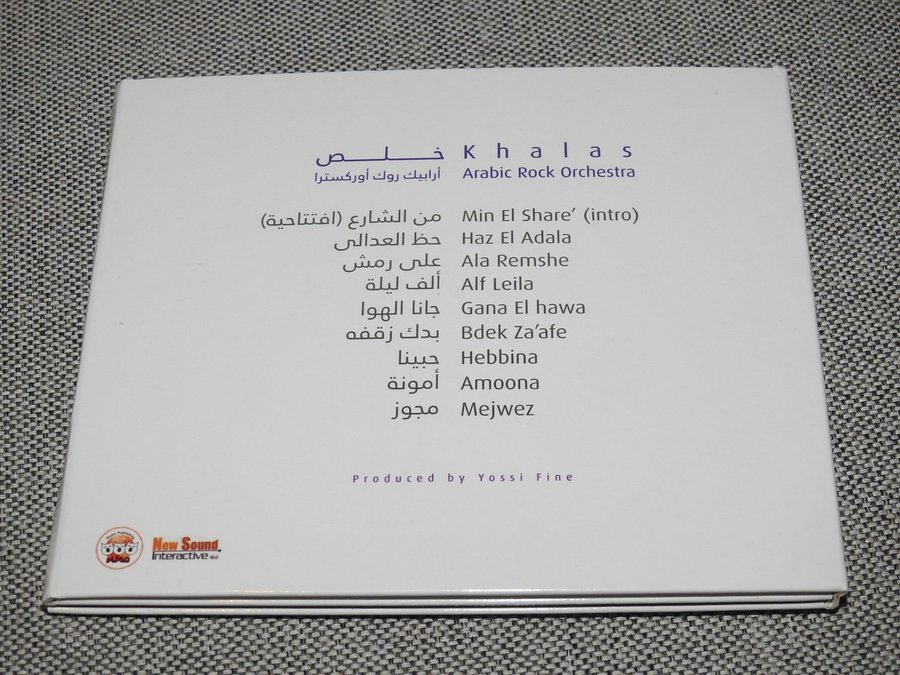 خلص Khalas
أرابيك روك أوركسترا Arabic Rock Orchestra
من الشارع (افتتاحية) Min El Share’ (intro)
حظ العدالى Haz El Adala
على رمش Ala Remshe
ألف ليلة Alf Leila
جانا الهوا Gana El hawa
بدك زقفه Bdek Za’afe
حبينا Hebbina
أمونة Amoona
مجوز Mejwez
Produced by Yossi Fine
New Sound
Interactive